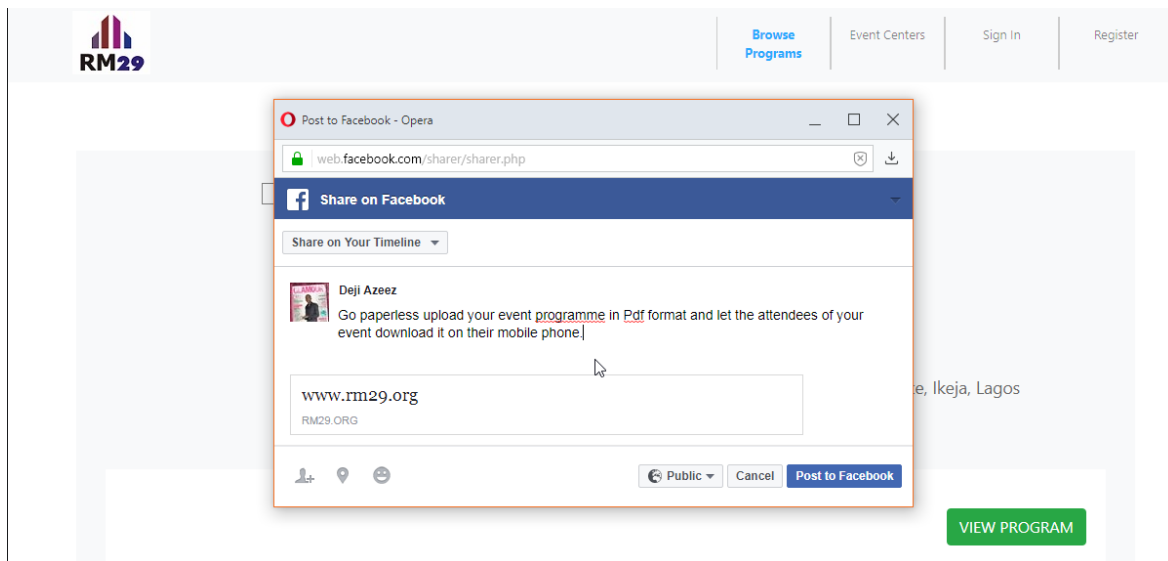 RM29
Browse
Programs
Event Centers
Sign In
Register
Post to Facebook - Opera
web.facebook.com/sharer/sharer.php
Share on Facebook
Share on Your Timeline
Deji Azeez
Go paperless upload your event programme in Pdf format and let the attendees of your
event download it on their mobile phone.
www.rm29.org
RM29.ORG
, Ikeja, Lagos
Public
Cancel
Post to Facebook
VIEW PROGRAM